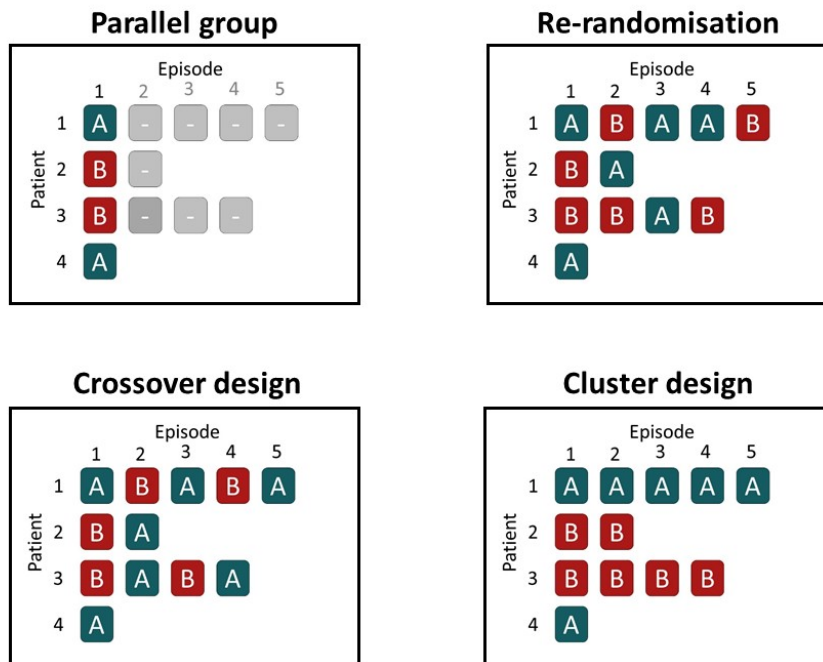 Parallel group
Episode
1 2 3 4 5
Patient
1 A - - - -
2 B -
3 B - - -
4 A
Re-randomisation
Episode
1 2 3 4 5
Patient
1 A B A A B
2 B A
3 B B A B
4 A
Crossover design
Episode
1 2 3 4 5
Patient
1 A B A B A
2 B A
3 B A B A
4 A
Cluster design
Episode
1 2 3 4 5
Patient
1 A A A A A
2 B B
3 B B B B
4 A